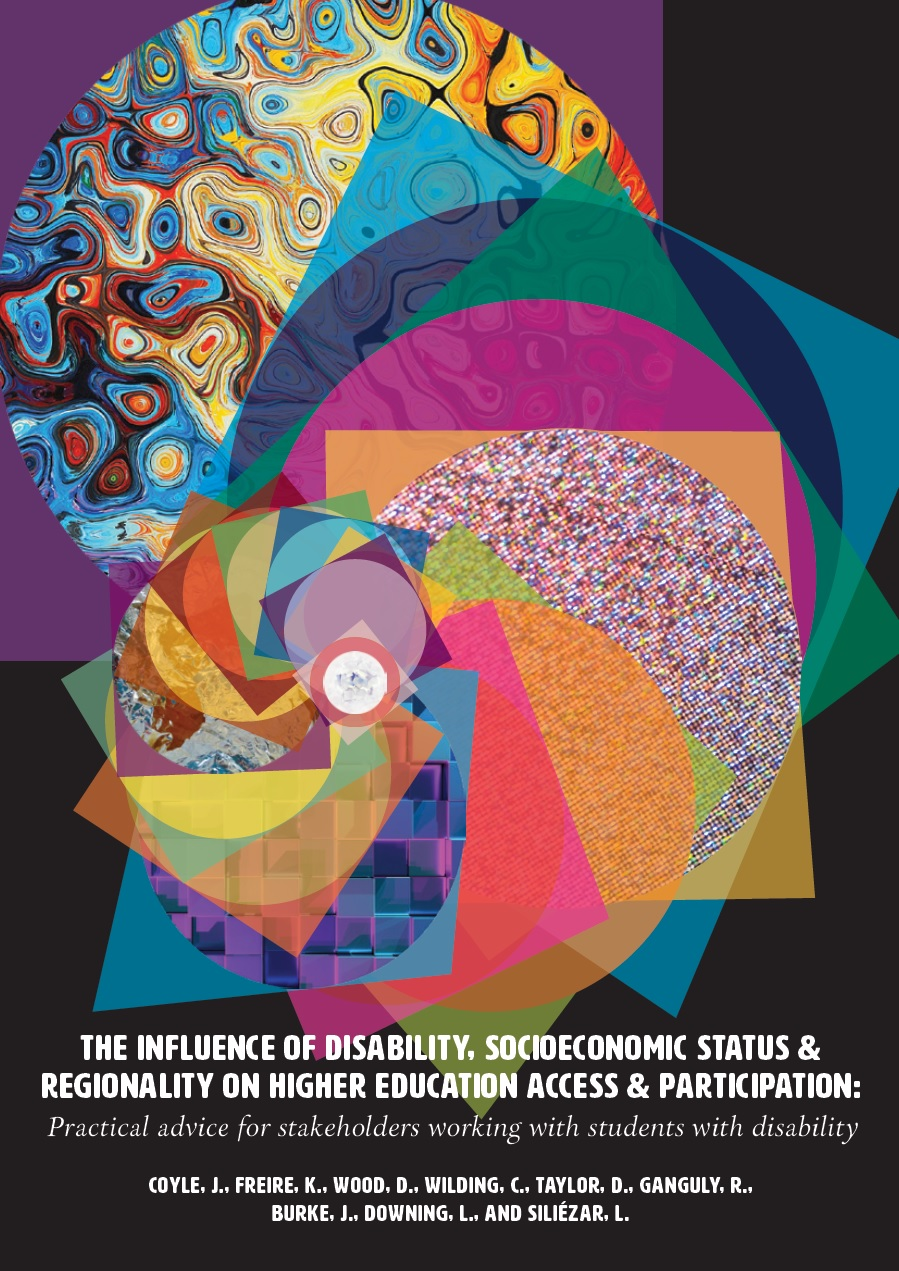 THE INFLUENCE OF DISABILITY, SOCIOECONOMIC STATUS &
REGIONALITY ON HIGHER EDUCATION ACCESS & PARTICIPATION:
Practical advice for stakeholders working with students with disability
COYLE, J., FREIRE, K., WOOD, D., WILDING, C., TAYLOR, D., GANGULY, R.,
BURKE, J., DOWNING, L., AND SILIÉZAR, L.